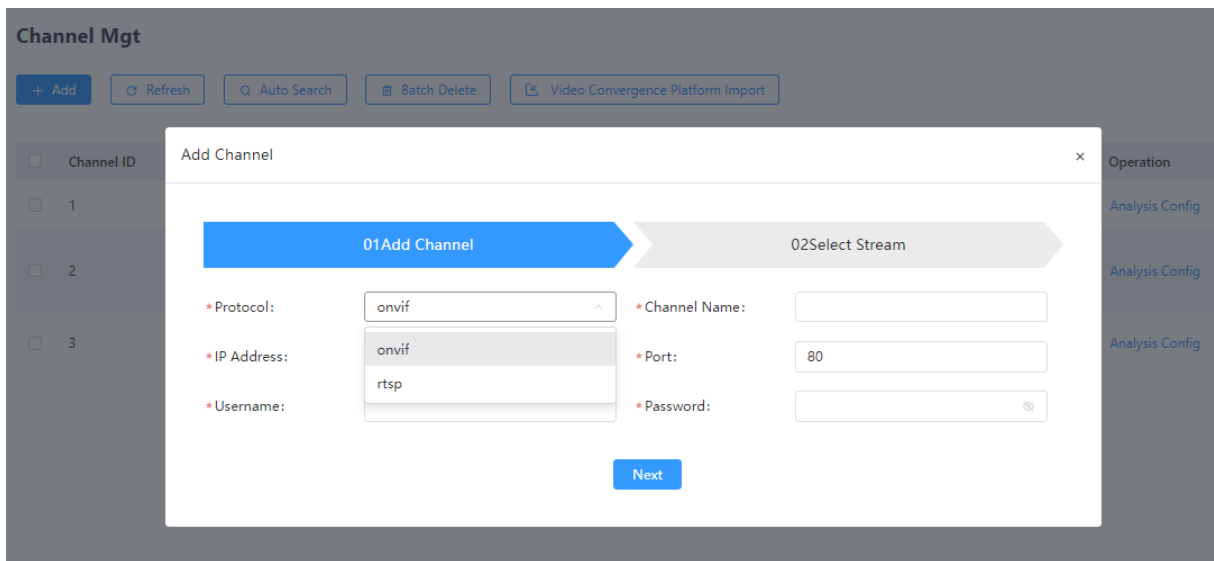 Channel Mgt
+ Add
Refresh
Auto Search
Batch Delete
Video Convergence Platform Import
Channel ID
Operation
1
Analysis Config
2
Analysis Config
3
Analysis Config
Add Channel
×
01Add Channel
02Select Stream
*Protocol:
onvif
*Channel Name:
onvif
rtsp
*IP Address:
*Port:
80
*Username:
*Password:
Next